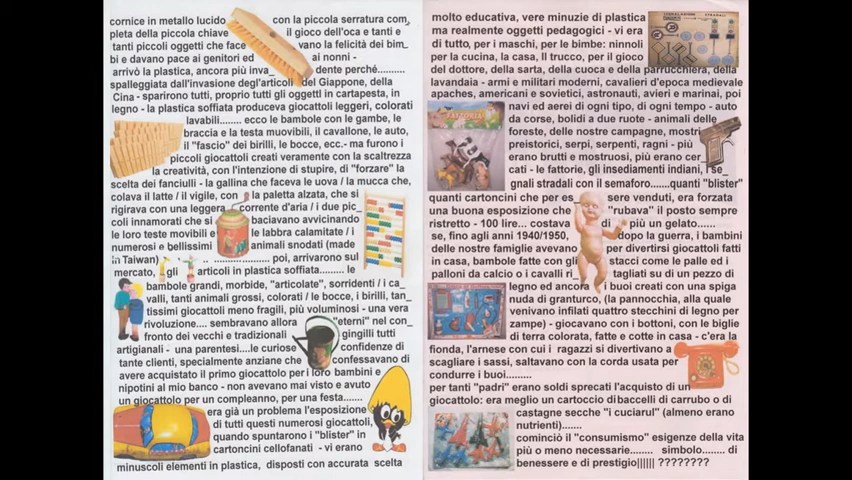 cornice in metallo lucido con la piccola serratura com_
pleta della piccola chiave il gioco dell'oca e tanti e
tanti piccoli oggetti che face vano la felicità dei bim_
bi e davano pace ai genitori ed ai nonni -
arrivò la plastica, ancora più inva_ dente perché..........
spalleggiata dall'invasione degl'articoli del Giappone, della
Cina - sparirono tutti, proprio tutti gli oggetti in cartapesta, in
legno - la plastica soffiata produceva giocattoli leggeri, colorati
lavabili....... ecco le bambole con le gambe, le
braccia e la testa muovibili, il cavallone, le auto,
il "fascio" dei birilli, le bocce, ecc.- ma furono i
piccoli giocattoli creati veramente con la scaltrezza
la creatività, con l'intenzione di stupire, di "forzare" la
scelta dei fanciulli - la gallina che faceva le uova / la mucca che,
colava il latte / il vigile, con la paletta alzata, che si
rigirava con una leggera corrente d'aria / i due pic_
coli innamorati che si baciavano avvicinando
le loro teste movibili e le labbra calamitate / i
numerosi e bellissimi animali snodati (made
in Taiwan) poi, arrivarono sul
mercato, gli articoli in plastica soffiata....... le
bambole grandi, morbide, "articolate", sorridenti / i ca_
valli, tanti animali grossi, colorati / le bocce, i birilli, tan_
tissimi giocattoli meno fragili, più voluminosi - una vera
rivoluzione.... sembravano allora "eterni" nel con_
fronto dei vecchi e tradizionali gingilli tutti
artigianali - una parentesi....le curiose confidenze di
tante clienti, specialmente anziane che confessavano di
avere acquistato il primo giocattolo per i loro bambini e
nipotini al mio banco - non avevano mai visto e avuto
un giocattolo per un compleanno, per una festa.......
era già un problema l'esposizione
di tutti questi numerosi giocattoli,
quando spuntarono i "blister" in
cartoncini cellofanati - vi erano
minuscoli elementi in plastica, disposti con accurata scelta
molto educativa, vere minuzie di plastica
ma realmente oggetti pedagogici - vi era
di tutto, per i maschi, per le bimbe: ninnoli
per la cucina, la casa, Il trucco, per il gioco
del dottore, della sarta, della cuoca e della parrucchiera, della
lavandaia - armi e militari moderni, cavalieri d'epoca medievale
apaches, americani e sovietici, astronauti, avieri e marinai, poi
navi ed aerei di ogni tipo, di ogni tempo - auto
da corse, bolidi a due ruote - animali delle
foreste, delle nostre campagne, mostri
preistorici, serpi, serpenti, ragni - più
erano brutti e mostruosi, più erano cer_
cati - le fattorie, gli insediamenti indiani, i se_
gnali stradali con il semaforo.......quanti "blister"
quanti cartoncini che per es_ sere venduti, era forzata
una buona esposizione che "rubava" il posto sempre
ristretto - 100 lire... costava di più un gelato......
se, fino agli anni 1940/1950, dopo la guerra, i bambini
delle nostre famiglie avevano per divertirsi giocattoli fatti
in casa, bambole fatte con gli stacci come le palle ed i
palloni da calcio o i cavalli ri_ tagliati su di un pezzo di
legno ed ancora i buoi creati con una spiga
nuda di granturco, (la pannocchia, alla quale
venivano infilati quattro stecchini di legno per
zampe) - giocavano con i bottoni, con le biglie
di terra colorata, fatte e cotte in casa - c'era la
fionda, l'arnese con cui i ragazzi si divertivano a
scagliare i sassi, saltavano con la corda usata per
condurre i buoi.........
per tanti "padri" erano soldi sprecati l'acquisto di un
giocattolo: era meglio un cartoccio di baccelli di carrubo o di
castagne secche "i cuciarul" (almeno erano
nutrienti).......
cominciò il "consumismo" esigenze della vita
più o meno necessarie........ simbolo........ di
benessere e di prestigio|||||| ????????
FATTORIA